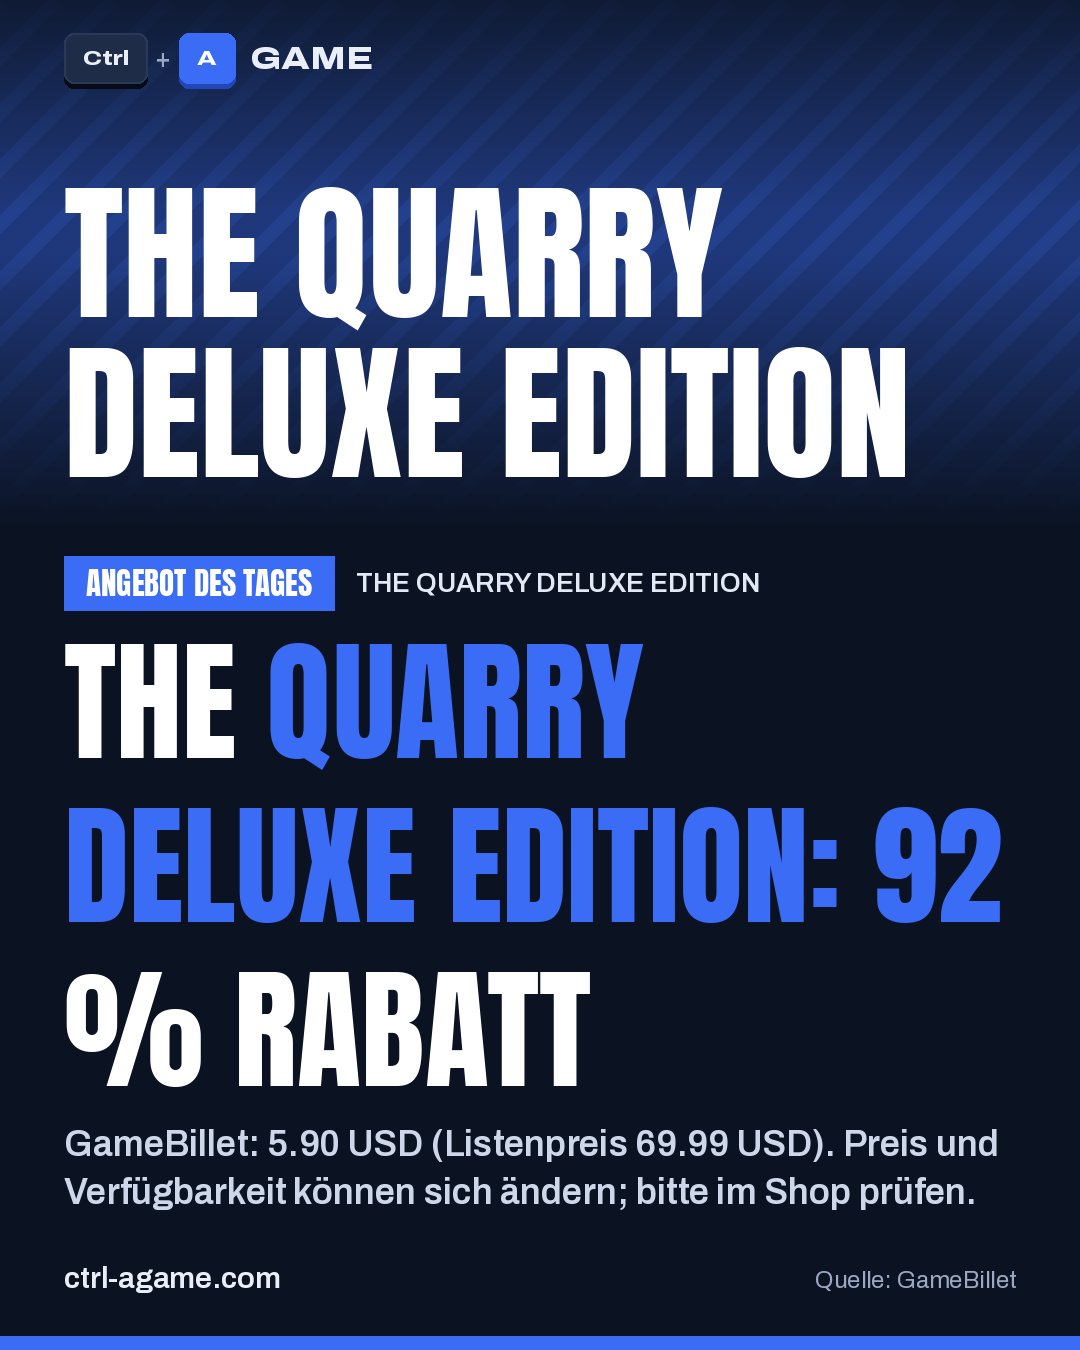 Ctrl + A GAME
THE QUARRY
DELUXE EDITION
ANGEBOT DES TAGES THE QUARRY DELUXE EDITION
THE QUARRY
DELUXE EDITION: 92
% RABATT
GameBillet: 5.90 USD (Listenpreis 69.99 USD). Preis und
Verfügbarkeit können sich ändern; bitte im Shop prüfen.
ctrl-agame.com Quelle: GameBillet